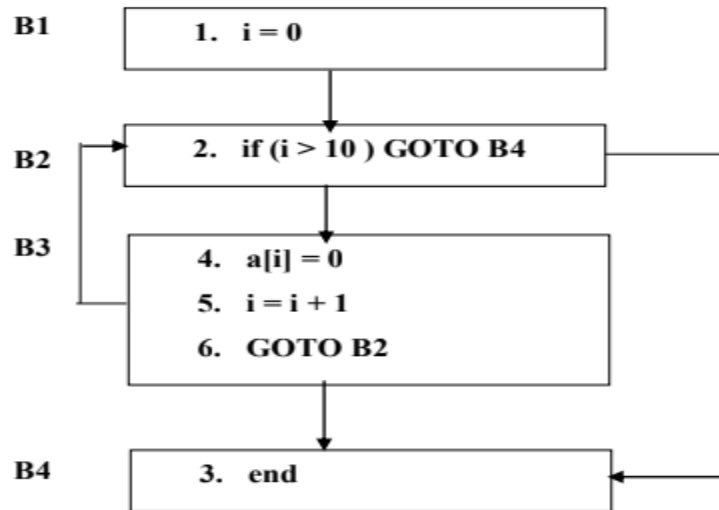 B1
1. i = 0
B2
2. if (i > 10 ) GOTO B4
B3
4. a[i] = 0
5. i = i + 1
6. GOTO B2
B4
3. end